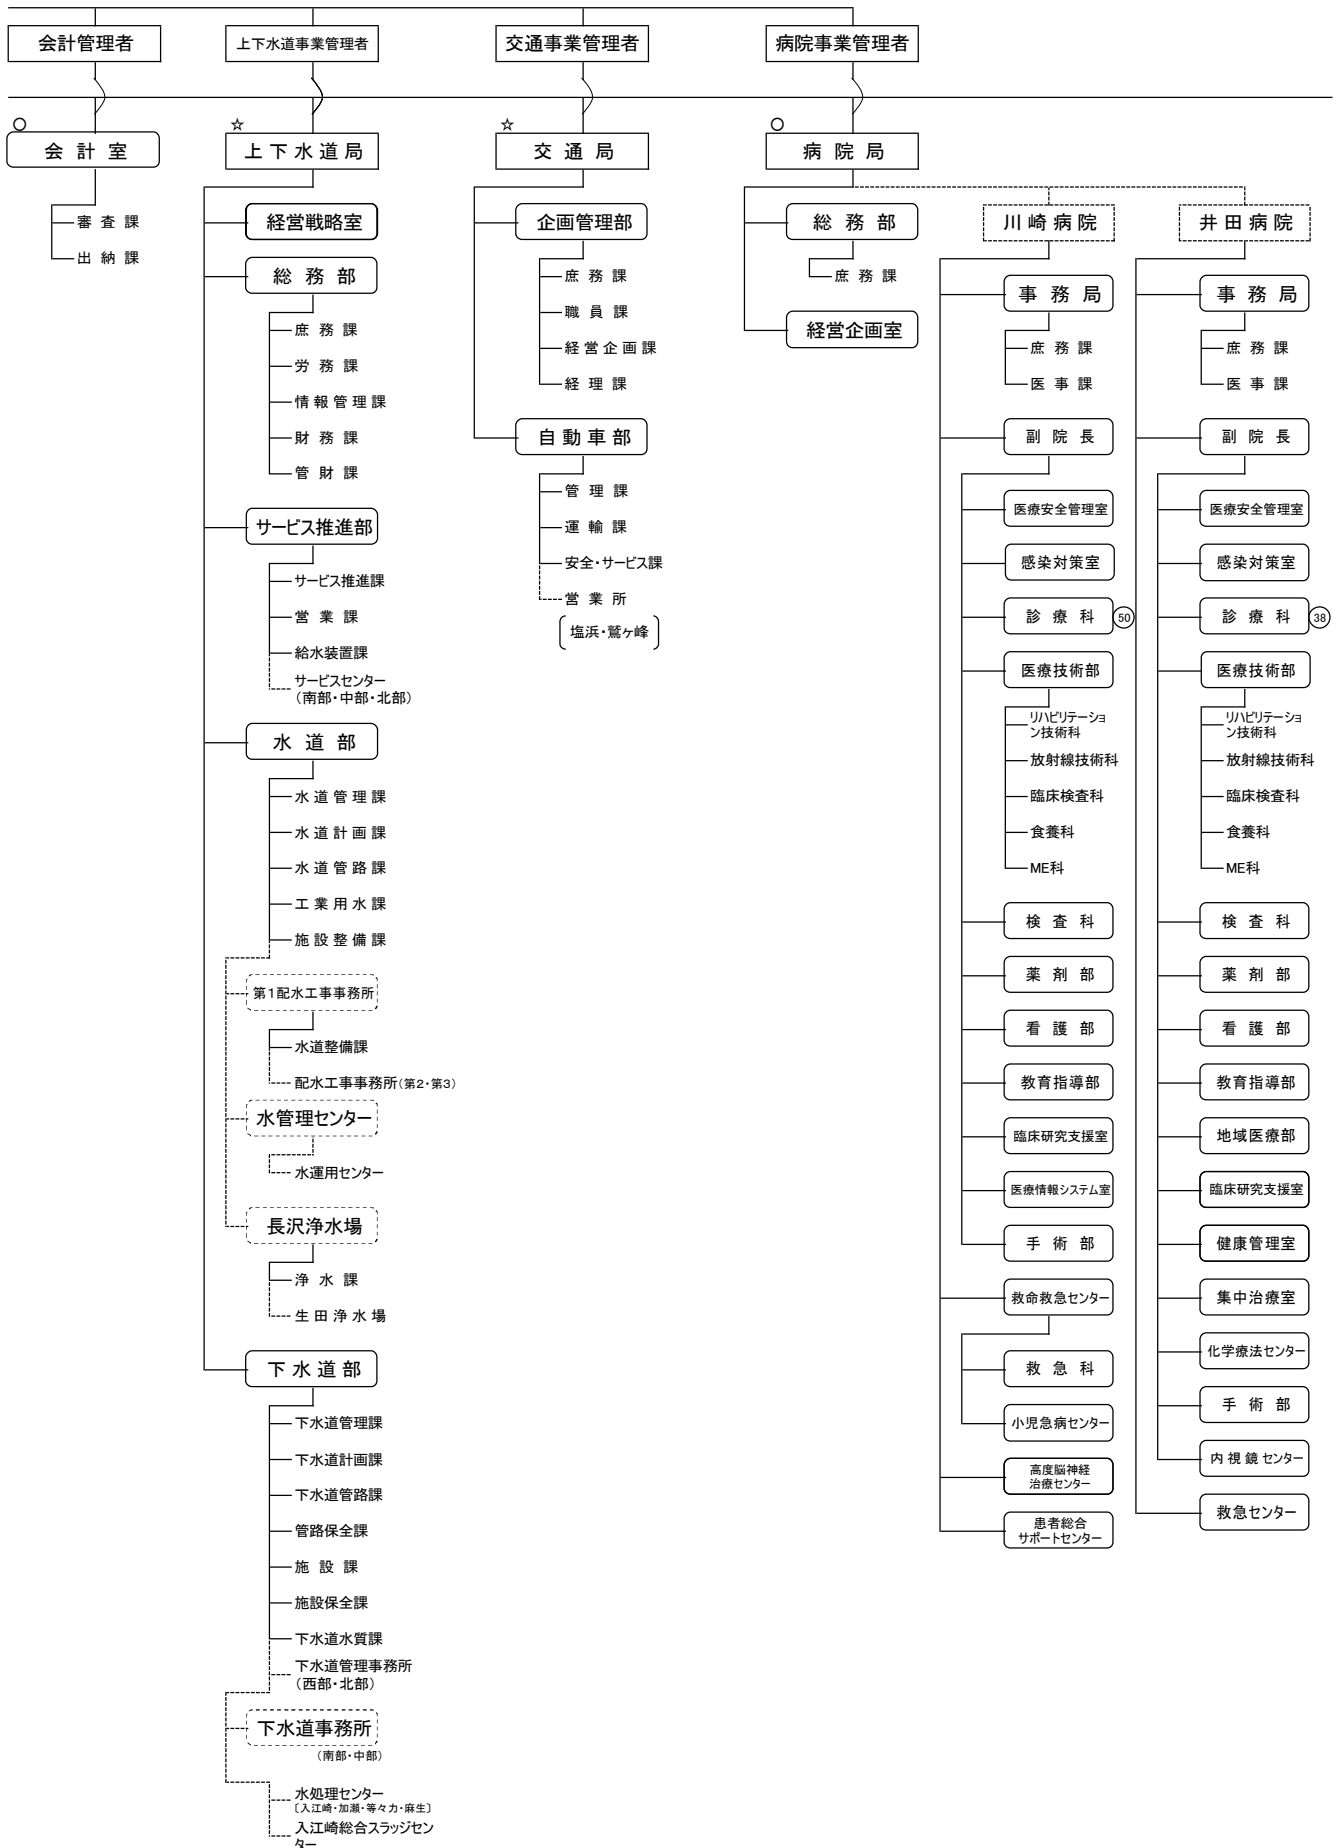 会計管理者
上下水道事業管理者
交通事業管理者
病院事業管理者
○
☆
☆
○
会計室
上下水道局
交通局
病院局
審査課
出納課
経営戦略室
総務部
庶務課
労務課
情報管理課
財務課
管財課
サービス推進部
サービス推進課
営業課
給水装置課
サービスセンター
(南部・中部・北部)
水道部
水道管理課
水道計画課
水道管路課
工業用水課
施設整備課
第1配水工事事務所
水道整備課
配水工事事務所(第2・第3)
水管理センター
水運用センター
長沢浄水場
浄水課
生田浄水場
下水道部
下水道管理課
下水道計画課
下水道管路課
管路保全課
施設課
施設保全課
下水道水質課
下水道管理事務所
(西部・北部)
下水道事務所
(南部・中部)
水処理センター
〔入江崎・加瀬・等々力・麻生〕
入江崎総合スラッジセン
ター
企画管理部
庶務課
職員課
経営企画課
経理課
自動車部
管理課
運輸課
安全・サービス課
営業所
塩浜・鷲ヶ峰
総務部
庶務課
経営企画室
川崎病院
事務局
庶務課
医事課
副院長
医療安全管理室
感染対策室
診療科 50
医療技術部
リハビリテーショ
ン技術科
放射線技術科
臨床検査科
食養科
ME科
検査科
薬剤部
看護部
教育指導部
臨床研究支援室
医療情報システム室
手術部
救命救急センター
救急科
小児急病センター
高度脳神経
治療センター
患者総合
サポートセンター
井田病院
事務局
庶務課
医事課
副院長
医療安全管理室
感染対策室
診療科 38
医療技術部
リハビリテーショ
ン技術科
放射線技術科
臨床検査科
食養科
ME科
検査科
薬剤部
看護部
教育指導部
地域医療部
臨床研究支援室
健康管理室
集中治療室
化学療法センター
手術部
内視鏡センター
救急センター